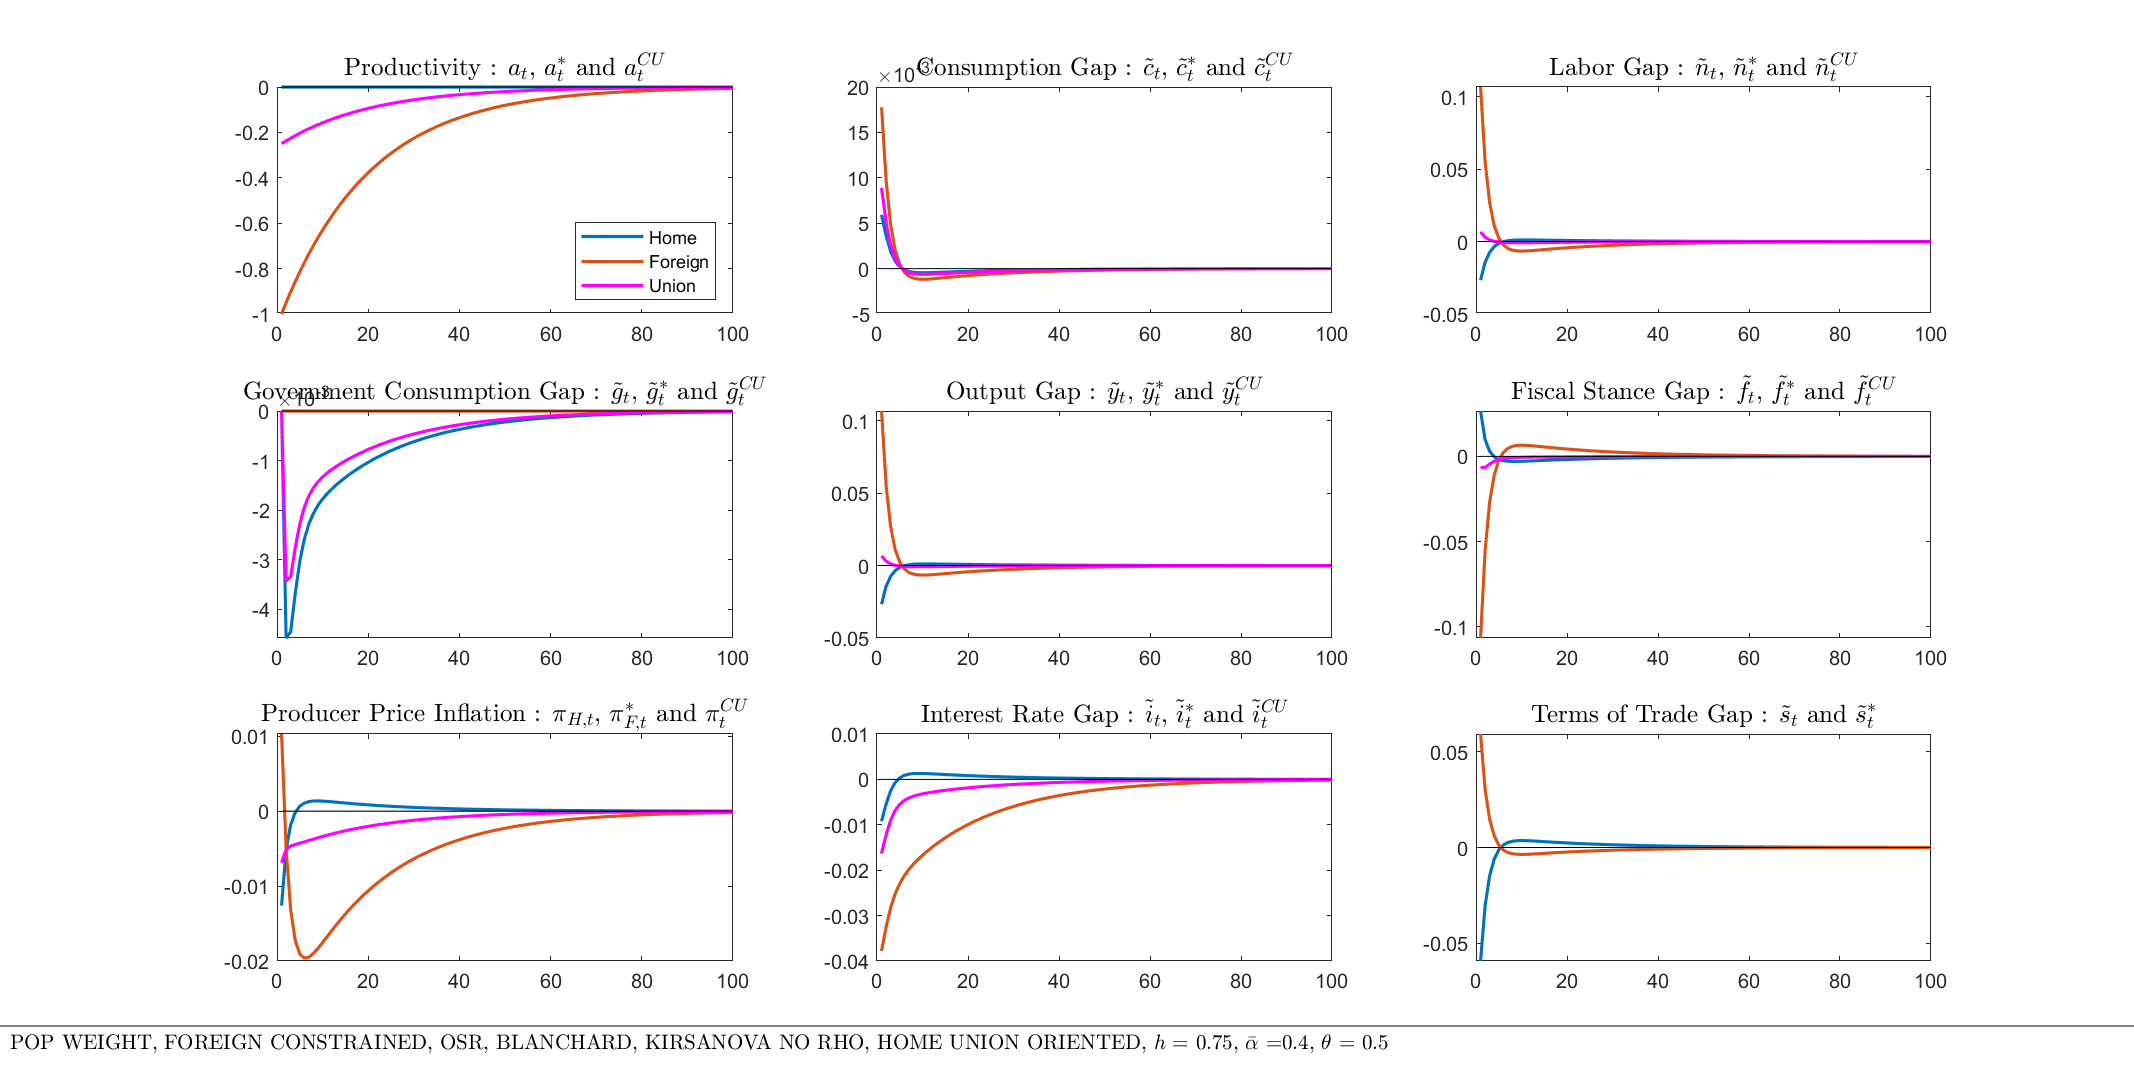 Productivity : a_t, a_t^* and a_t^{CU}
0
-0.2
-0.4
-0.6
-0.8
-1
0 20 40 60 80 100
Home
Foreign
Union
Consumption Gap : c̃_t, c̃_t^* and c̃_t^{CU}
×10^{-3}
20
15
10
5
0
-5
0 20 40 60 80 100
Labor Gap : ñ_t, ñ_t^* and ñ_t^{CU}
0.1
0.05
0
-0.05
0 20 40 60 80 100
Government Consumption Gap : g̃_t, g̃_t^* and g̃_t^{CU}
×10^{-3}
0
-1
-2
-3
-4
0 20 40 60 80 100
Output Gap : ỹ_t, ỹ_t^* and ỹ_t^{CU}
0.1
0.05
0
-0.05
0 20 40 60 80 100
Fiscal Stance Gap : f̃_t, f̃_t^* and f̃_t^{CU}
0
-0.05
-0.1
0 20 40 60 80 100
Producer Price Inflation : π_{H,t}, π_{F,t}^* and π_t^{CU}
0.01
0
-0.01
-0.02
0 20 40 60 80 100
Interest Rate Gap : ĩ_t, ĩ_t^* and ĩ_t^{CU}
0.01
0
-0.01
-0.02
-0.03
-0.04
0 20 40 60 80 100
Terms of Trade Gap : s̃_t and s̃_t^*
0.05
0
-0.05
0 20 40 60 80 100
POP WEIGHT, FOREIGN CONSTRAINED, OSR, BLANCHARD, KIRSANOVA NO RHO, HOME UNION ORIENTED, h = 0.75, ᾱ =0.4, θ = 0.5